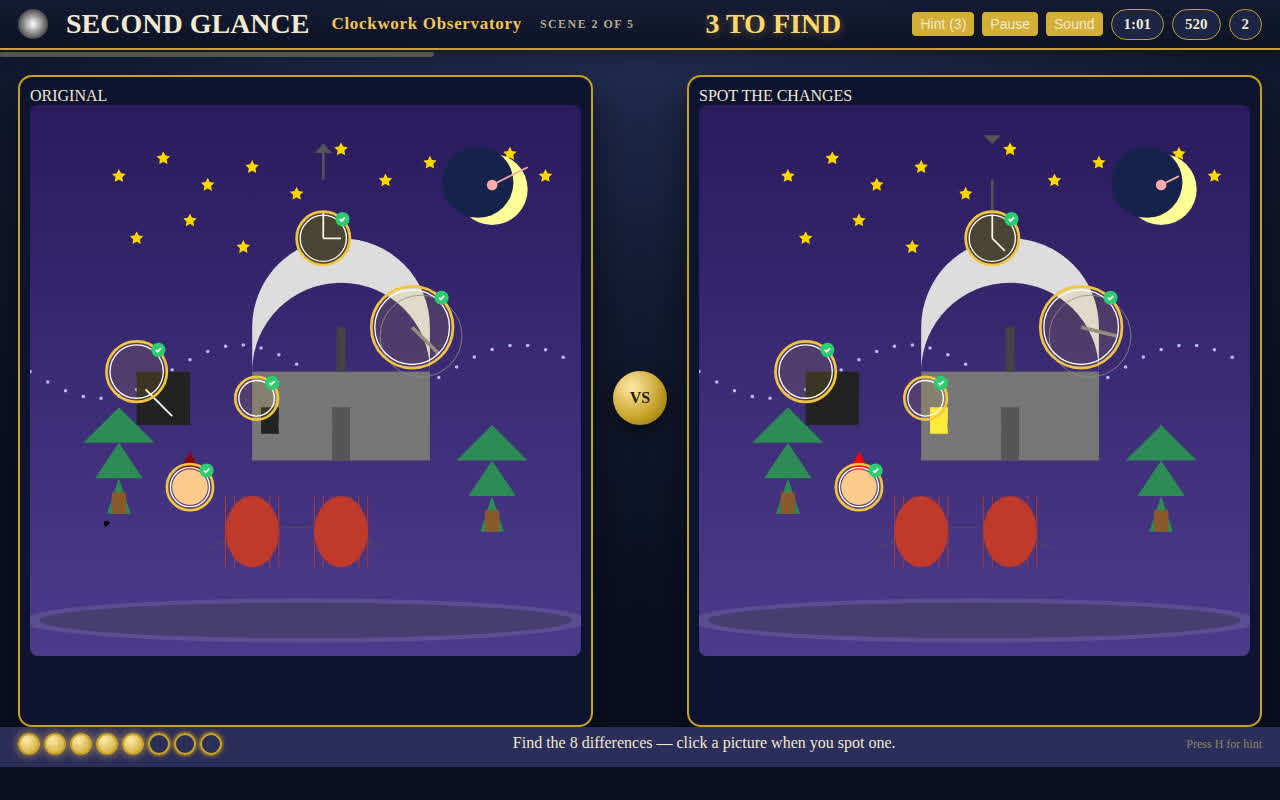 SECOND GLANCE Clockwork Observatory SCENE 2 OF 5 3 TO FIND Hint (3) Pause Sound 1:01 520 2
ORIGINAL
SPOT THE CHANGES
VS
Find the 8 differences — click a picture when you spot one.
Press H for hint